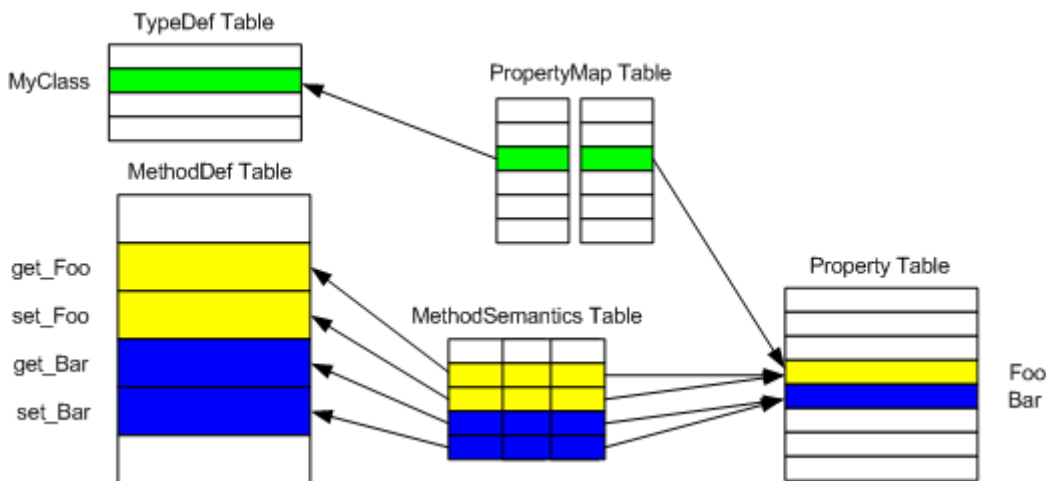 TypeDef Table
MyClass
PropertyMap Table
MethodDef Table
get_Foo
set_Foo
get_Bar
set_Bar
MethodSemantics Table
Property Table
Foo
Bar